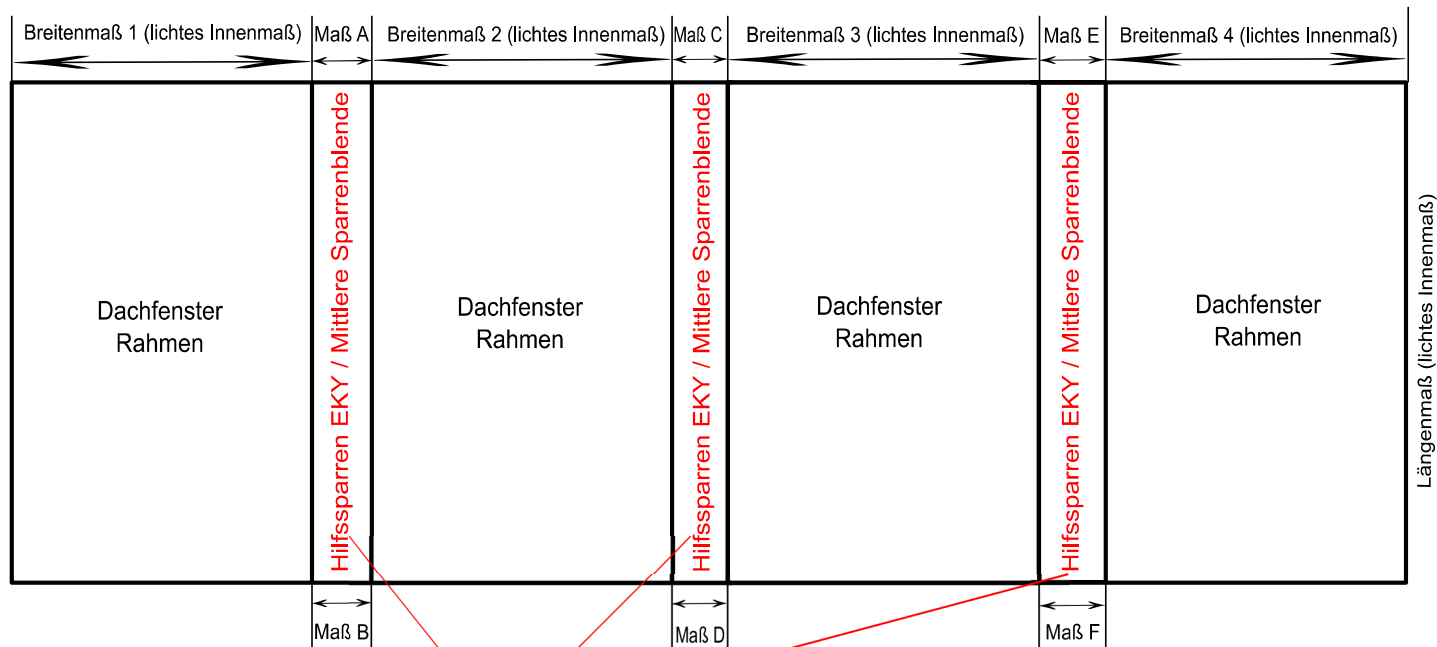 Breitenmaß 1 (lichtes Innenmaß)
Maß A
Breitenmaß 2 (lichtes Innenmaß)
Maß C
Breitenmaß 3 (lichtes Innenmaß)
Maß E
Breitenmaß 4 (lichtes Innenmaß)
Dachfenster
Rahmen
Hilfssparren EKY / Mittlere Sparrenblende
Dachfenster
Rahmen
Hilfssparren EKY / Mittlere Sparrenblende
Dachfenster
Rahmen
Hilfssparren EKY / Mittlere Sparrenblende
Dachfenster
Rahmen
Längenmaß (lichtes Innenmaß)
Maß B
Maß D
Maß F